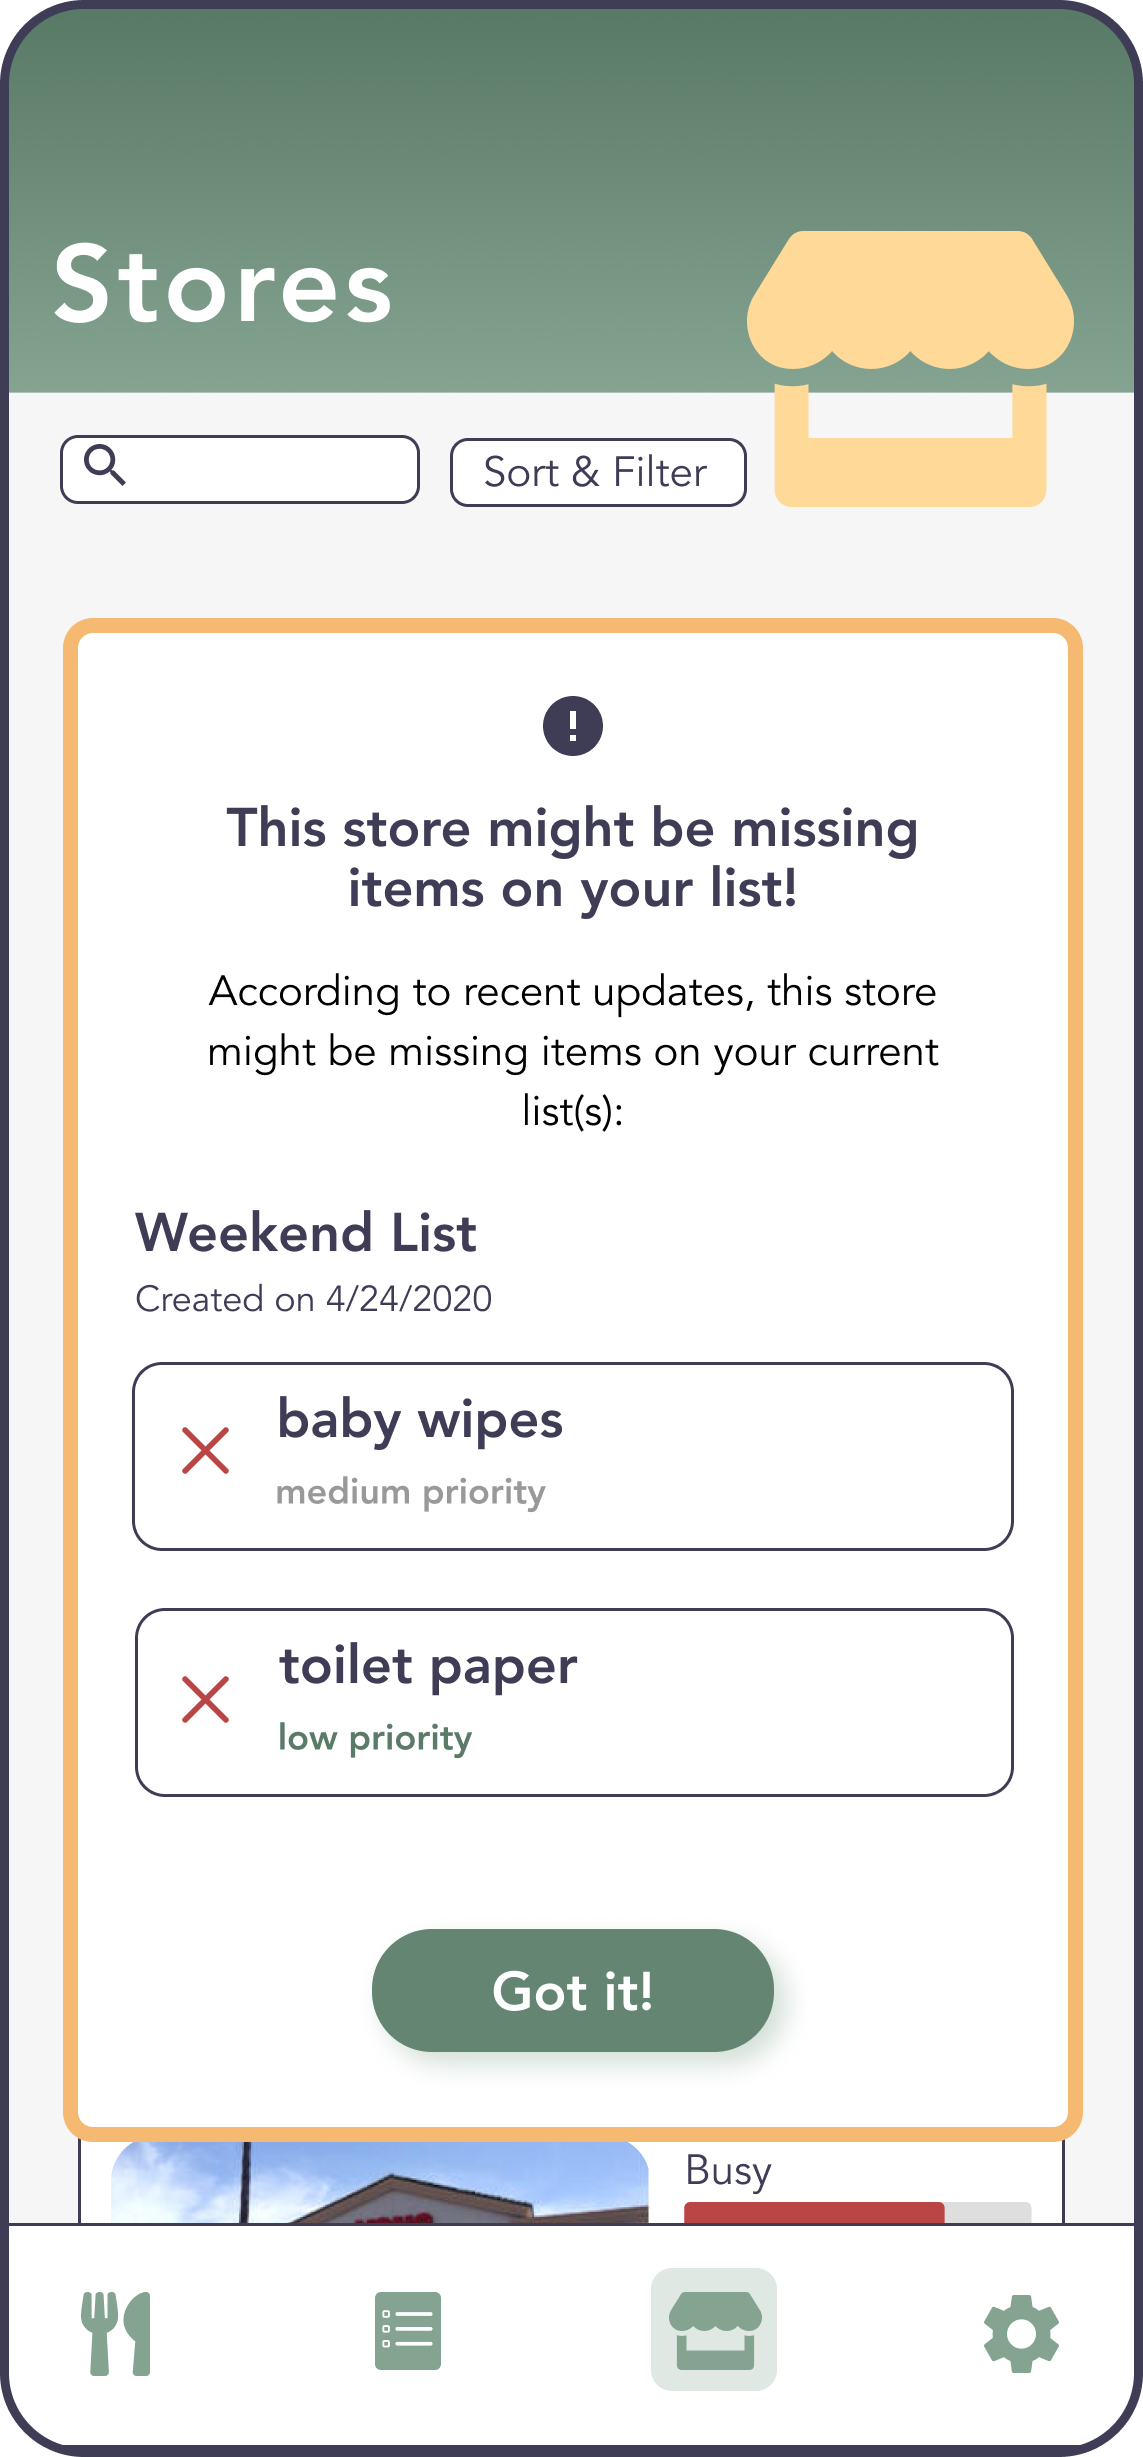 Stores
Sort & Filter
This store might be missing
items on your list!
According to recent updates, this store
might be missing items on your current
list(s):
Weekend List
Created on 4/24/2020
baby wipes
medium priority
toilet paper
low priority
Got it!
Busy